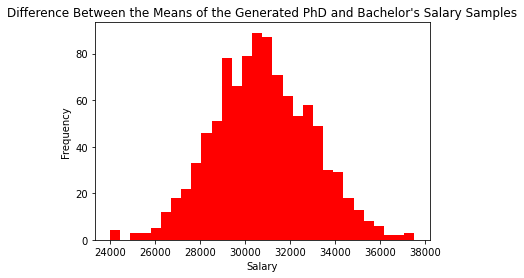 Difference Between the Means of the Generated PhD and Bachelor's Salary Samples
80
60
40
20
0
Frequency
24000 26000 28000 30000 32000 34000 36000 38000
Salary